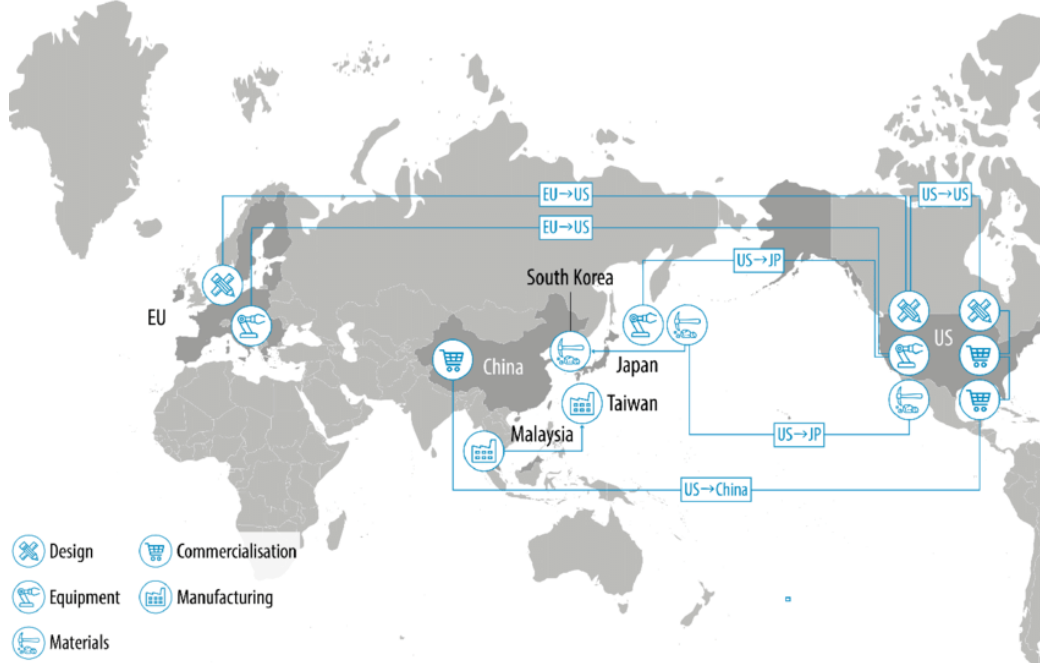 EU→US
US→US
EU→US
US→JP
South Korea
EU
US
China
Japan
Taiwan
Malaysia
US→JP
US→China
Design
Commercialisation
Equipment
Manufacturing
Materials